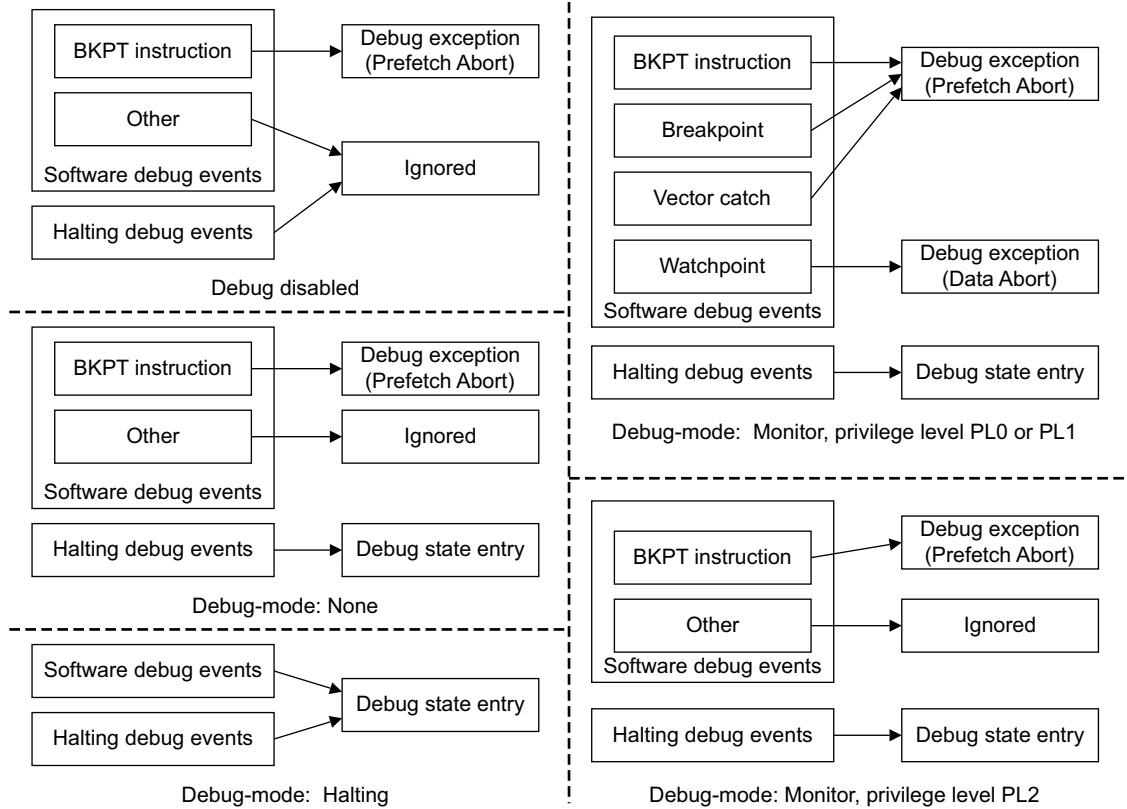 BKPT instruction
Debug exception
(Prefetch Abort)
Other
Ignored
Software debug events
Halting debug events
Debug disabled
BKPT instruction
Debug exception
(Prefetch Abort)
Other
Ignored
Software debug events
Halting debug events
Debug state entry
Debug-mode: None
Software debug events
Debug state entry
Halting debug events
Debug-mode: Halting
BKPT instruction
Debug exception
(Prefetch Abort)
Breakpoint
Vector catch
Watchpoint
Debug exception
(Data Abort)
Software debug events
Halting debug events
Debug state entry
Debug-mode: Monitor, privilege level PL0 or PL1
BKPT instruction
Debug exception
(Prefetch Abort)
Other
Ignored
Software debug events
Halting debug events
Debug state entry
Debug-mode: Monitor, privilege level PL2